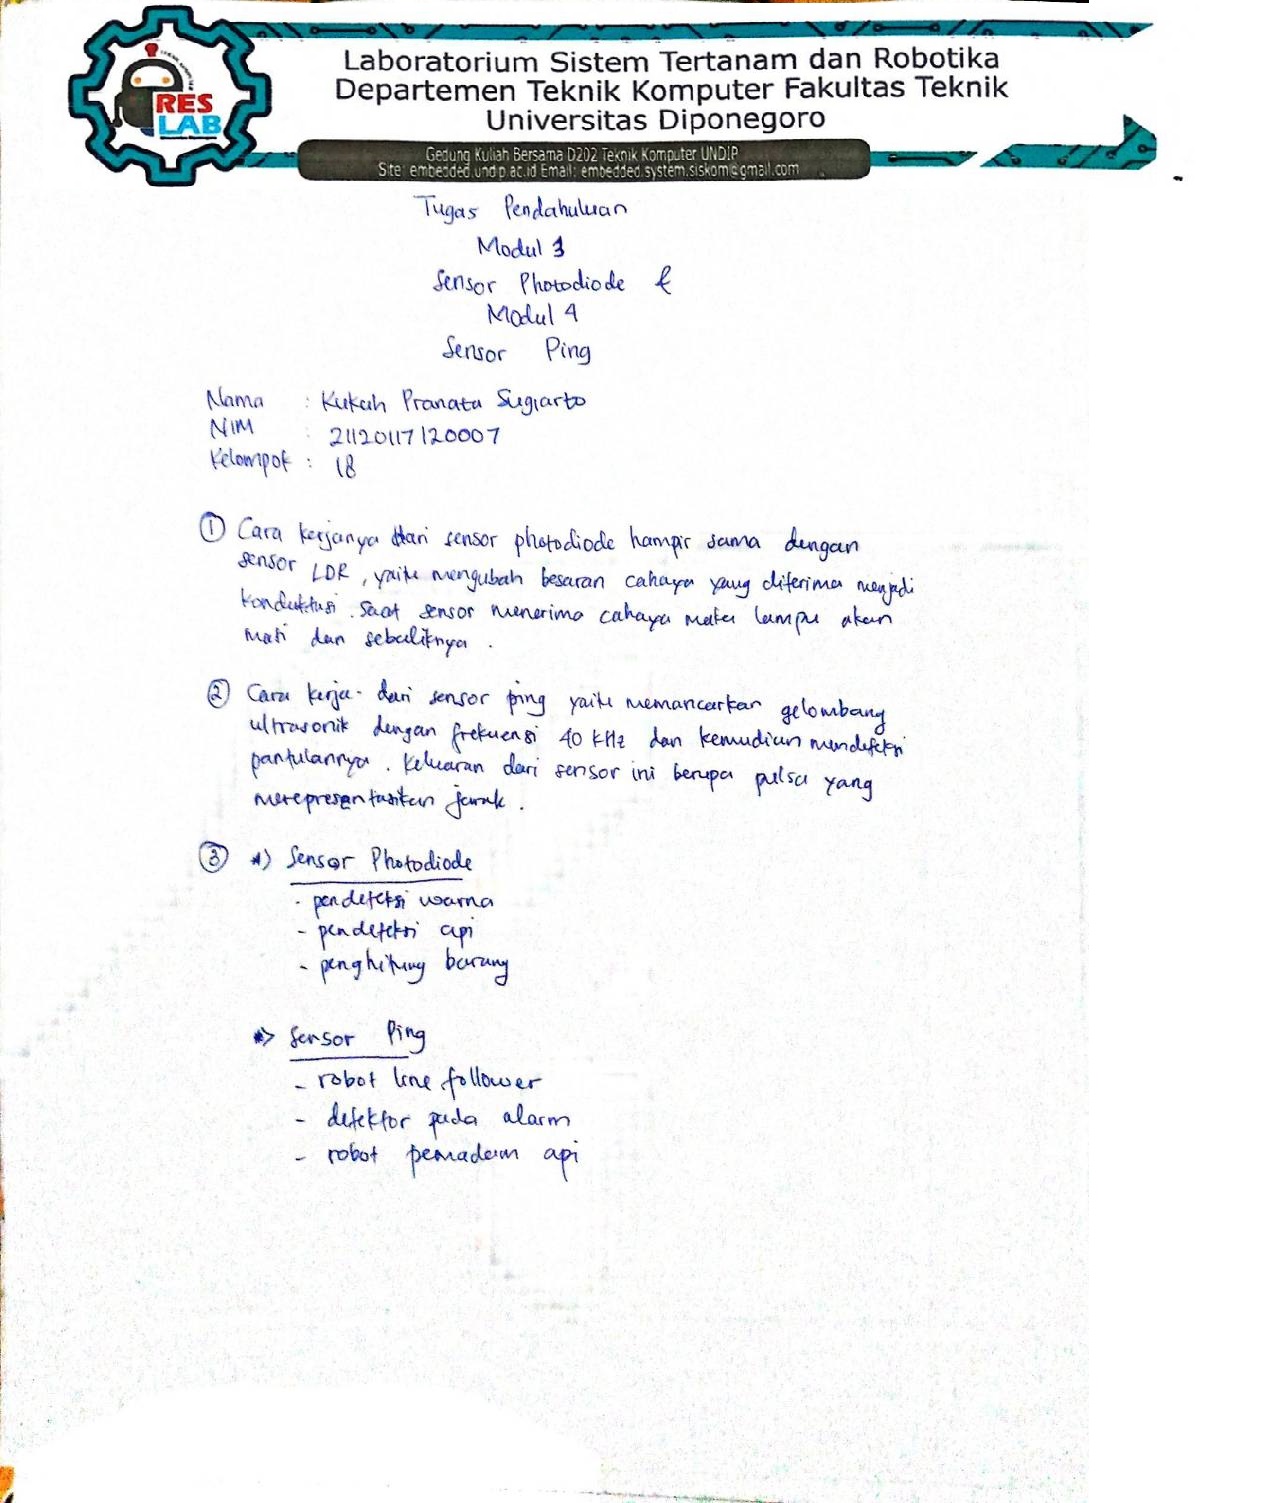 RES
LAB
Laboratorium Sistem Tertanam dan Robotika
Departemen Teknik Komputer Fakultas Teknik
Universitas Diponegoro
Gedung Kuliah Bersama D202 Teknik Komputer UNDIP
Site: embedded.undip.ac.id Email: embedded.system.siskom@gmail.com
Tugas Pendahuluan
Modul 3
Sensor Photodiode &
Modul 4
Sensor Ping
Nama : Kukuh Pranata Sugiarto
NIM : 21120117120007
Kelompok : 18
① Cara kerjanya dari sensor photodiode hampir sama dengan
sensor LDR, yaitu mengubah besaran cahaya yang diterima menjadi
konduktusi. Saat sensor menerima cahaya maka lampu akan
mati dan sebaliknya.
② Cara kerja dari sensor ping yaitu memancarkan gelombang
ultrasonik dengan frekuensi 40 kHz dan kemudian mendeteksi
pantulannya. Keluaran dari sensor ini berupa pulsa yang
merepresentasikan jarak.
③ *) Sensor Photodiode
- pendeteksi warna
- pendeteksi api
- penghitung barang
*) Sensor Ping
- robot line follower
- detektor pada alarm
- robot pemadam api